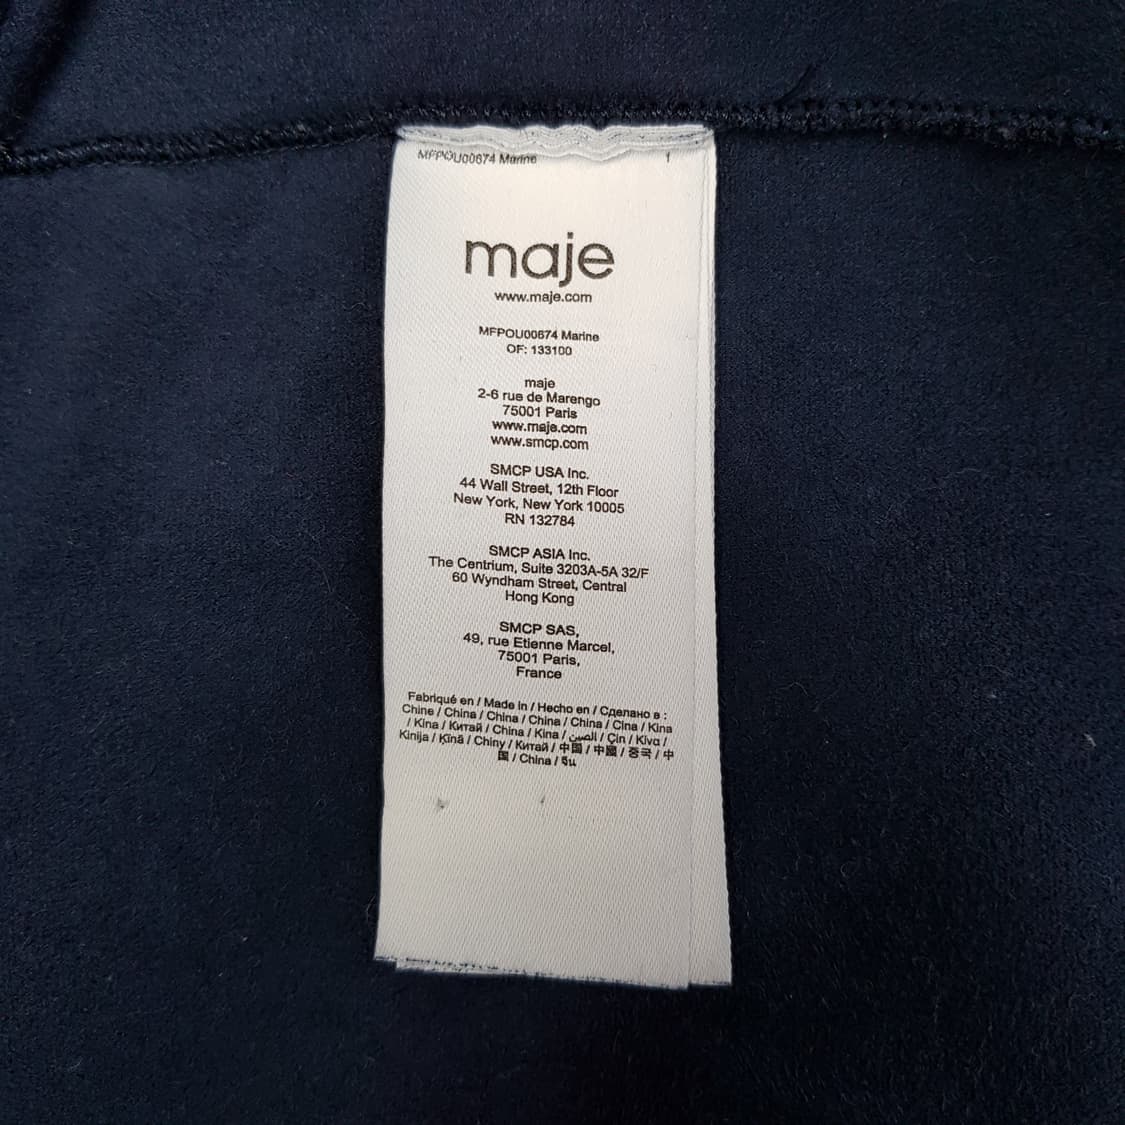 MFPOU00674 Marine 1
maje
www.maje.com
MFPOU00674 Marine
OF: 133100
maje
2-6 rue de Marengo
75001 Paris
www.maje.com
www.smcp.com
SMCP USA Inc.
44 Wall Street, 12th Floor
New York, New York 10005
RN 132784
SMCP ASIA Inc.
The Centrium, Suite 3203A-5A 32/F
60 Wyndham Street, Central
Hong Kong
SMCP SAS,
49, rue Etienne Marcel,
75001 Paris,
France
Fabriqué en / Made in / Hecho en / Сделано в :
Chine / China / China / China / China / Cina / Kina
/ Kina / Китай / China / Kina / الصين / Çin / Κίνα /
Kinija / Ķīnā / Chiny / Китай / 中国 / 中國 / 중국 / 中
国 / China / จีน